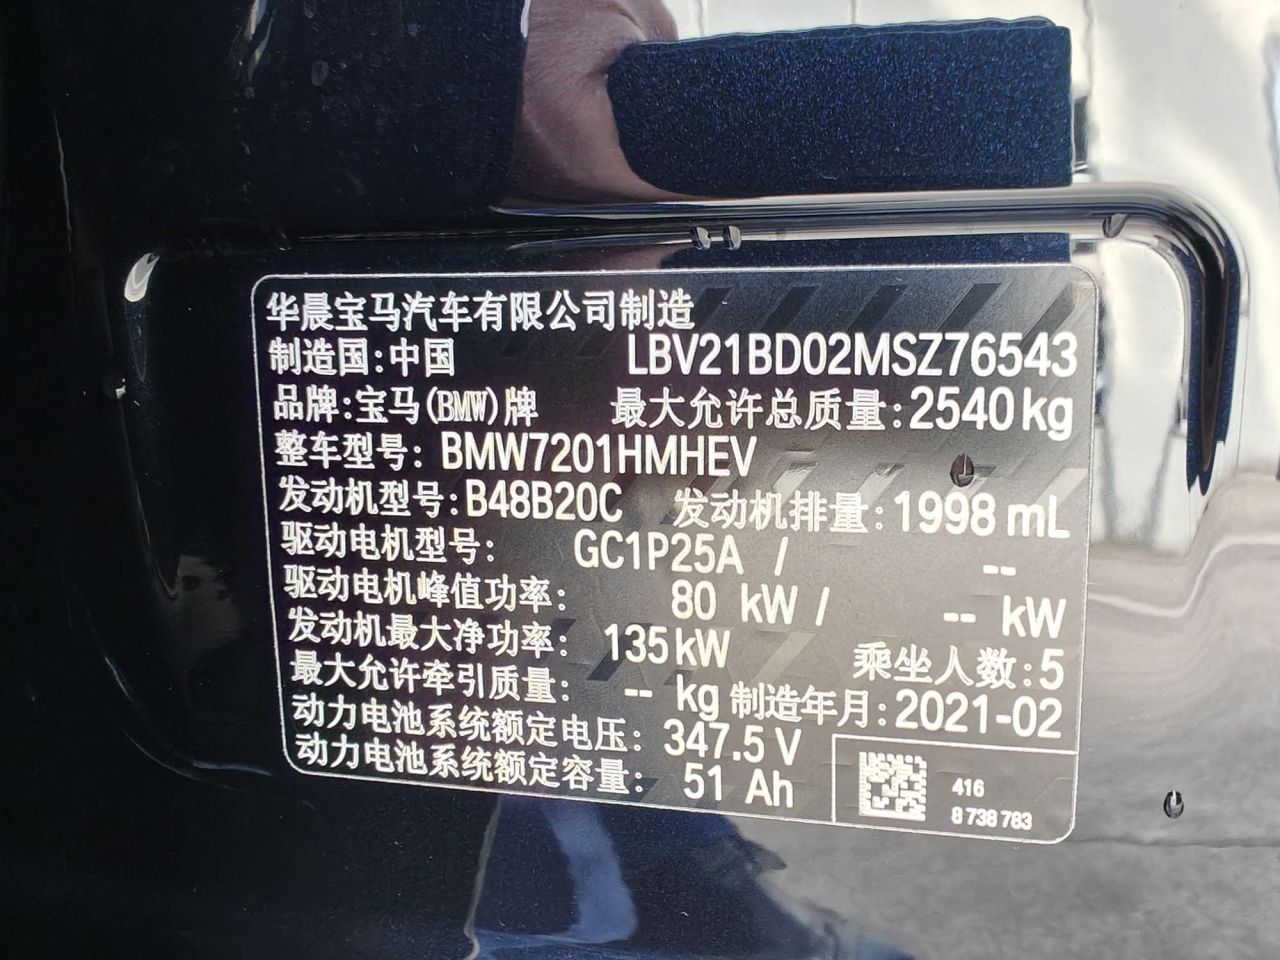 华晨宝马汽车有限公司制造
制造国:中国 LBV21BD02MSZ76543
品牌:宝马(BMW)牌 最大允许总质量:2540kg
整车型号: BMW7201HMHEV
发动机型号:B48B20C 发动机排量:1998 mL
驱动电机型号: GC1P25A / --
驱动电机峰值功率: 80 kW / -- kW
发动机最大净功率: 135kW 乘坐人数:5
最大允许牵引质量: -- kg 制造年月:2021-02
动力电池系统额定电压: 347.5V
动力电池系统额定容量: 51 Ah
416
8 738 783